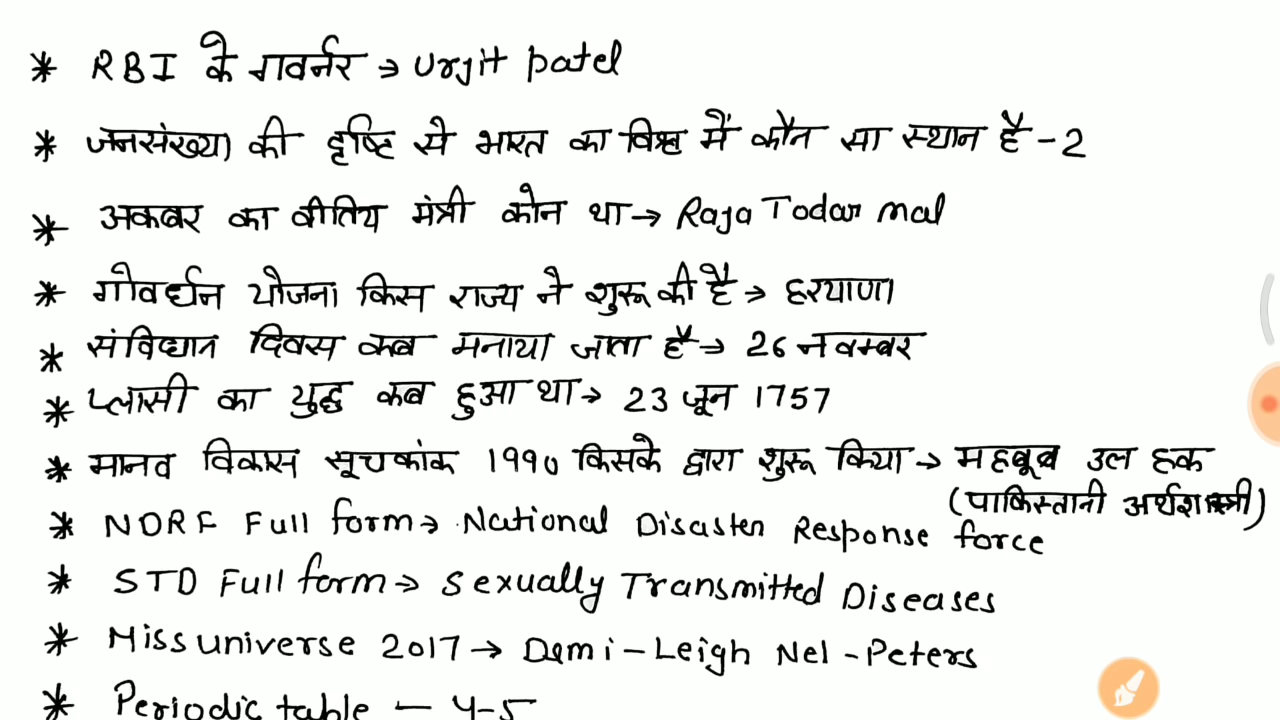 * RBI के गवर्नर → Urjit patel
* जनसंख्या की दृष्टि से भारत का विश्व में कौन सा स्थान है - 2
* अकबर का वीतिय मंत्री कोन था → Raja Todar mal
* गोवर्धन योजना किस राज्य ने शुरू की है → हरयाणा
* संविधान दिवस कब मनाया जाता है → 26 नवम्बर
* प्लासी का युद्ध कब हुआ था → 23 जून 1757
* मानव विकास सूचकांक 1990 किसके द्वारा शुरू किया → महबूब उल हक
(पाकिस्तानी अर्थशास्त्री)
* NDRF Full form → National Disaster Response force
* STD Full form → Sexually Transmitted Diseases
* Miss universe 2017 → Demi-Leigh Nel-Peters
* Periodic table - 4-5